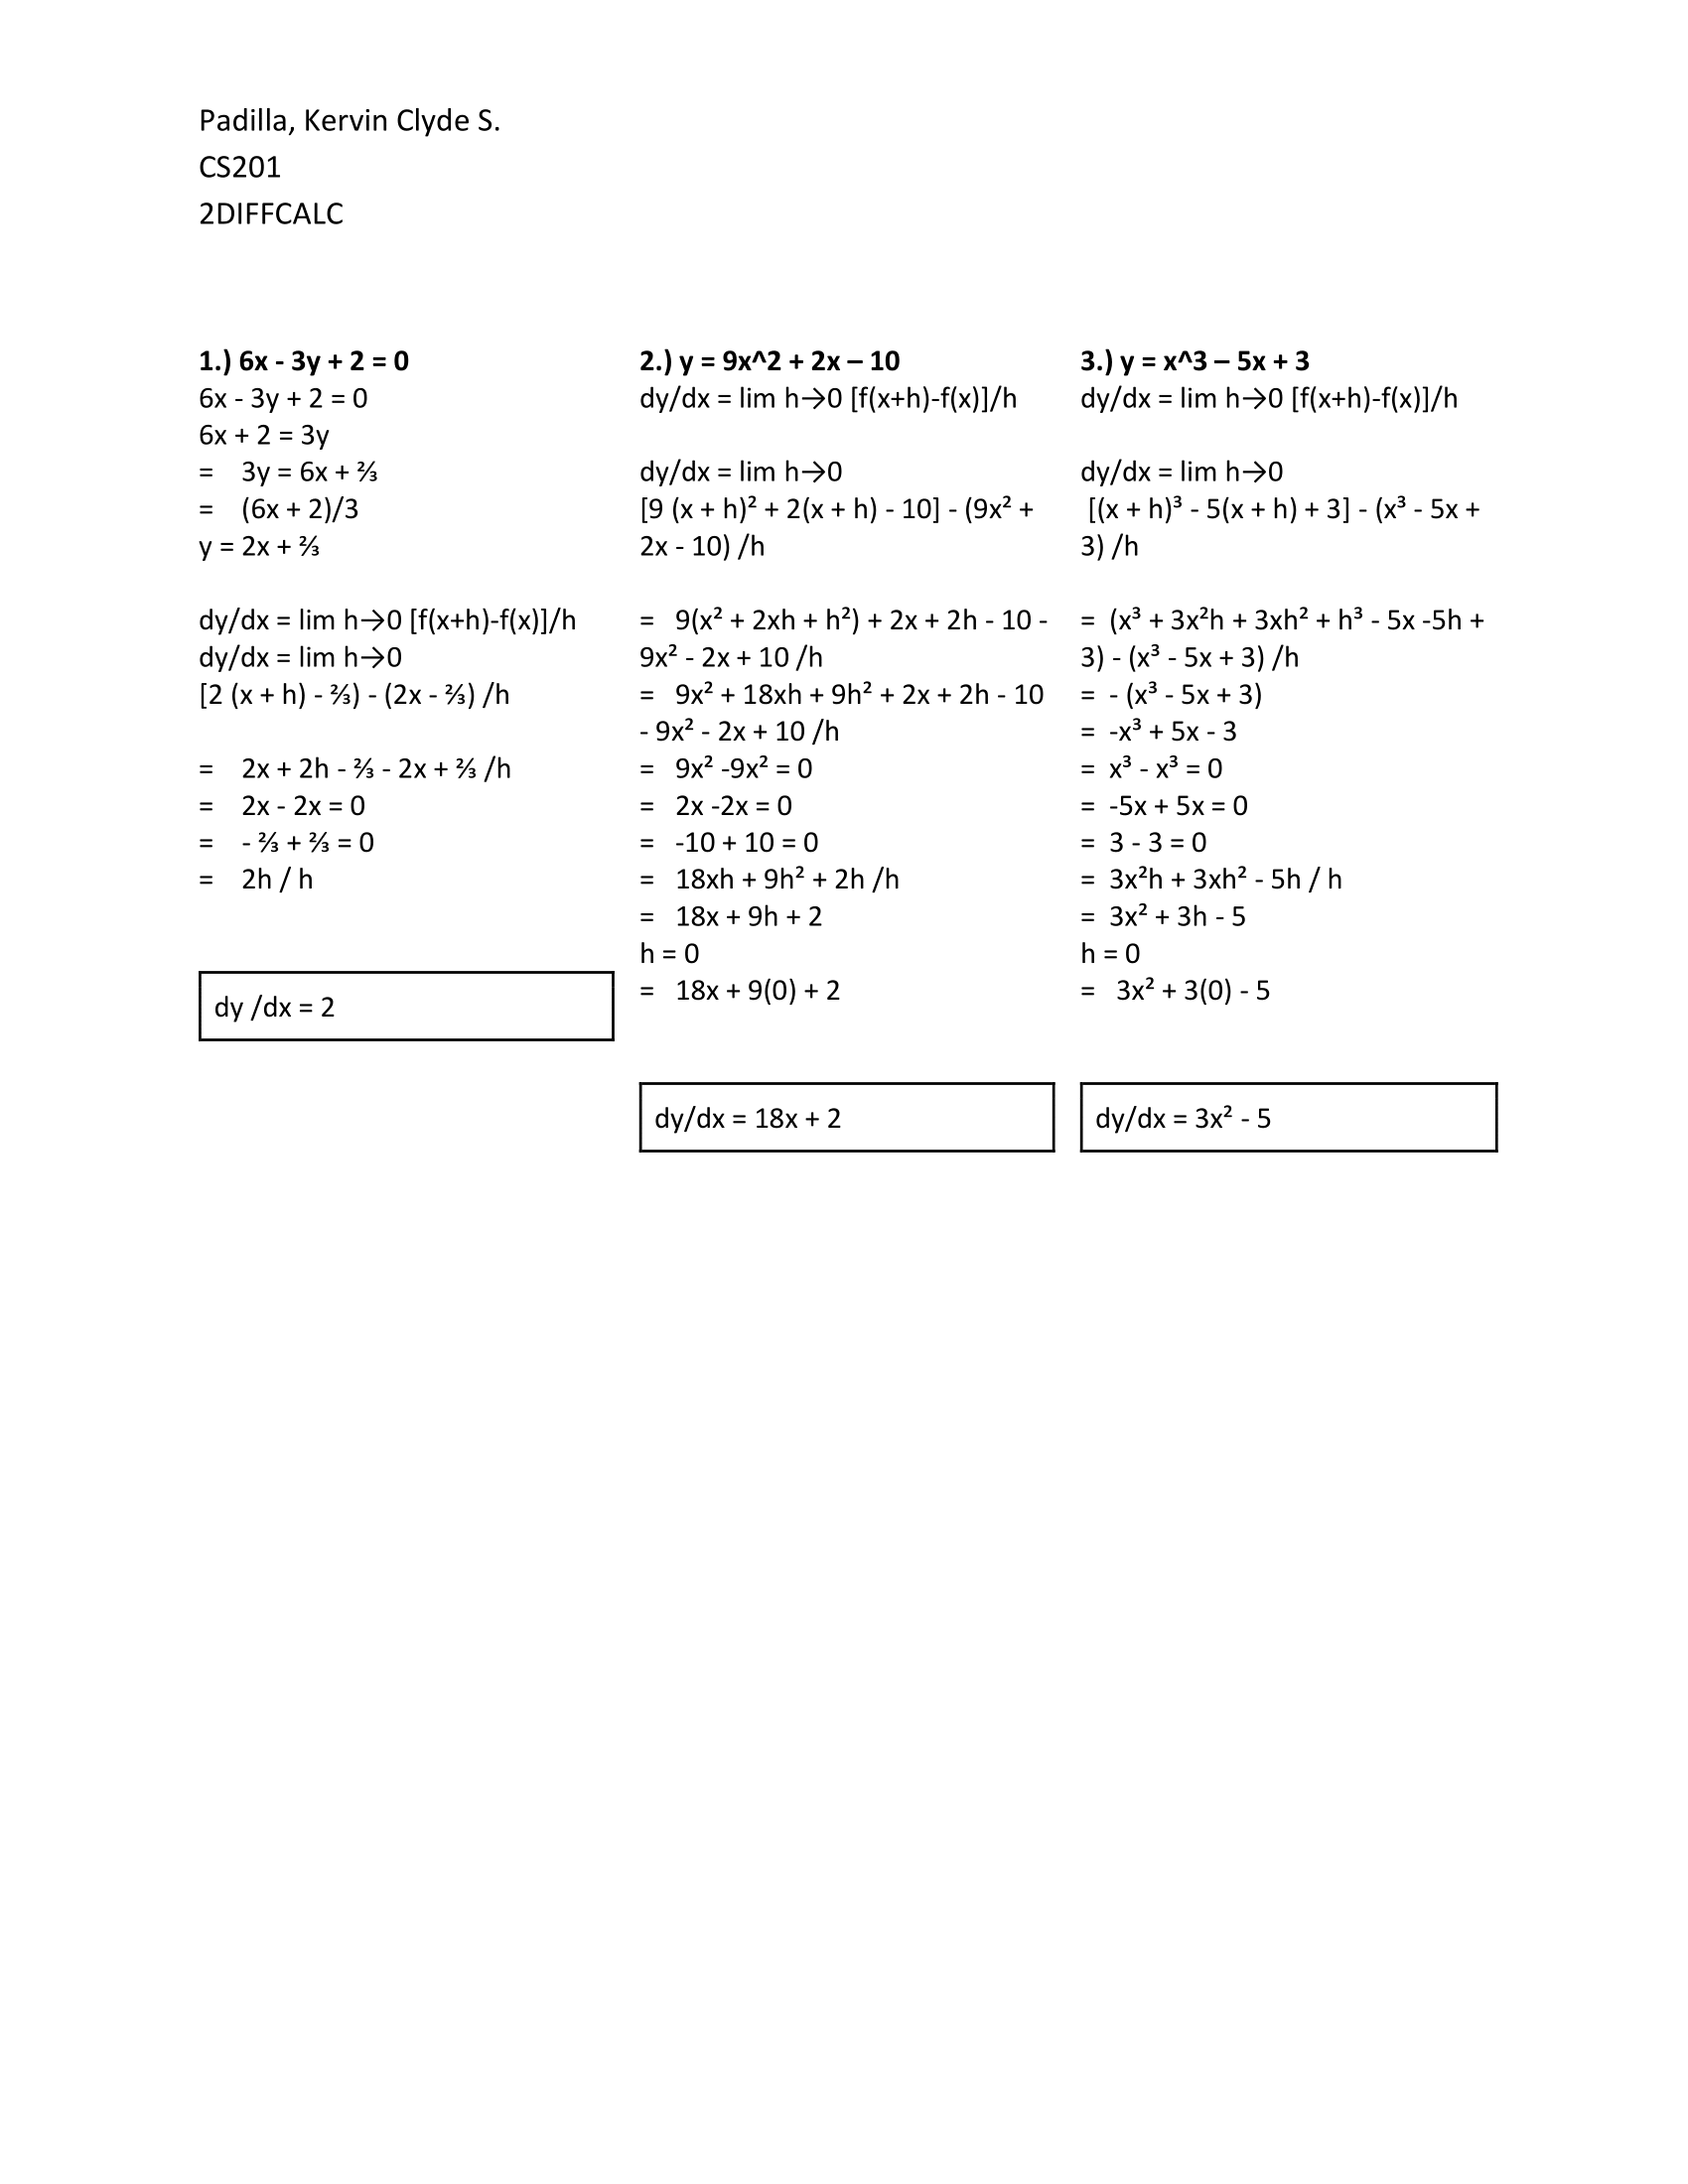 Padilla, Kervin Clyde S.
CS201
2DIFFCALC
1.) 6x - 3y + 2 = 0
6x - 3y + 2 = 0
6x + 2 = 3y
= 3y = 6x + ⅔
= (6x + 2)/3
y = 2x + ⅔
dy/dx = lim h→0 [f(x+h)-f(x)]/h
dy/dx = lim h→0
[2 (x + h) - ⅔) - (2x - ⅔) /h
= 2x + 2h - ⅔ - 2x + ⅔ /h
= 2x - 2x = 0
= - ⅔ + ⅔ = 0
= 2h / h
dy /dx = 2
2.) y = 9x^2 + 2x – 10
dy/dx = lim h→0 [f(x+h)-f(x)]/h
dy/dx = lim h→0
[9 (x + h)² + 2(x + h) - 10] - (9x² +
2x - 10) /h
= 9(x² + 2xh + h²) + 2x + 2h - 10 -
9x² - 2x + 10 /h
= 9x² + 18xh + 9h² + 2x + 2h - 10
- 9x² - 2x + 10 /h
= 9x² -9x² = 0
= 2x -2x = 0
= -10 + 10 = 0
= 18xh + 9h² + 2h /h
= 18x + 9h + 2
h = 0
= 18x + 9(0) + 2
dy/dx = 18x + 2
3.) y = x^3 – 5x + 3
dy/dx = lim h→0 [f(x+h)-f(x)]/h
dy/dx = lim h→0
[(x + h)³ - 5(x + h) + 3] - (x³ - 5x +
3) /h
= (x³ + 3x²h + 3xh² + h³ - 5x -5h +
3) - (x³ - 5x + 3) /h
= - (x³ - 5x + 3)
= -x³ + 5x - 3
= x³ - x³ = 0
= -5x + 5x = 0
= 3 - 3 = 0
= 3x²h + 3xh² - 5h / h
= 3x² + 3h - 5
h = 0
= 3x² + 3(0) - 5
dy/dx = 3x² - 5